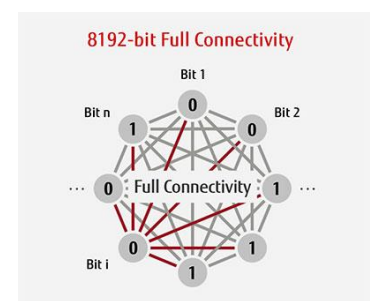 8192-bit Full Connectivity
Bit 1
0
Bit n
1
0
Bit 2
... 0
Full Connectivity
1 ...
0
1
Bit i
1